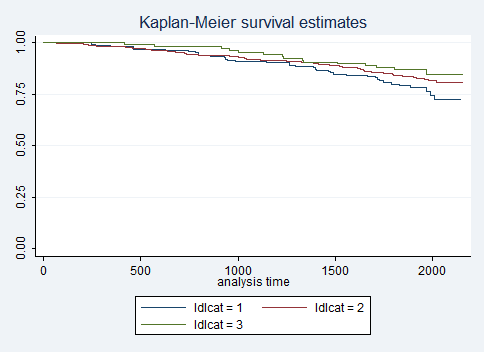 Kaplan-Meier survival estimates
1.00
0.75
0.50
0.25
0.00
0 500 1000 1500 2000
analysis time
ldlcat = 1 ldlcat = 2
ldlcat = 3